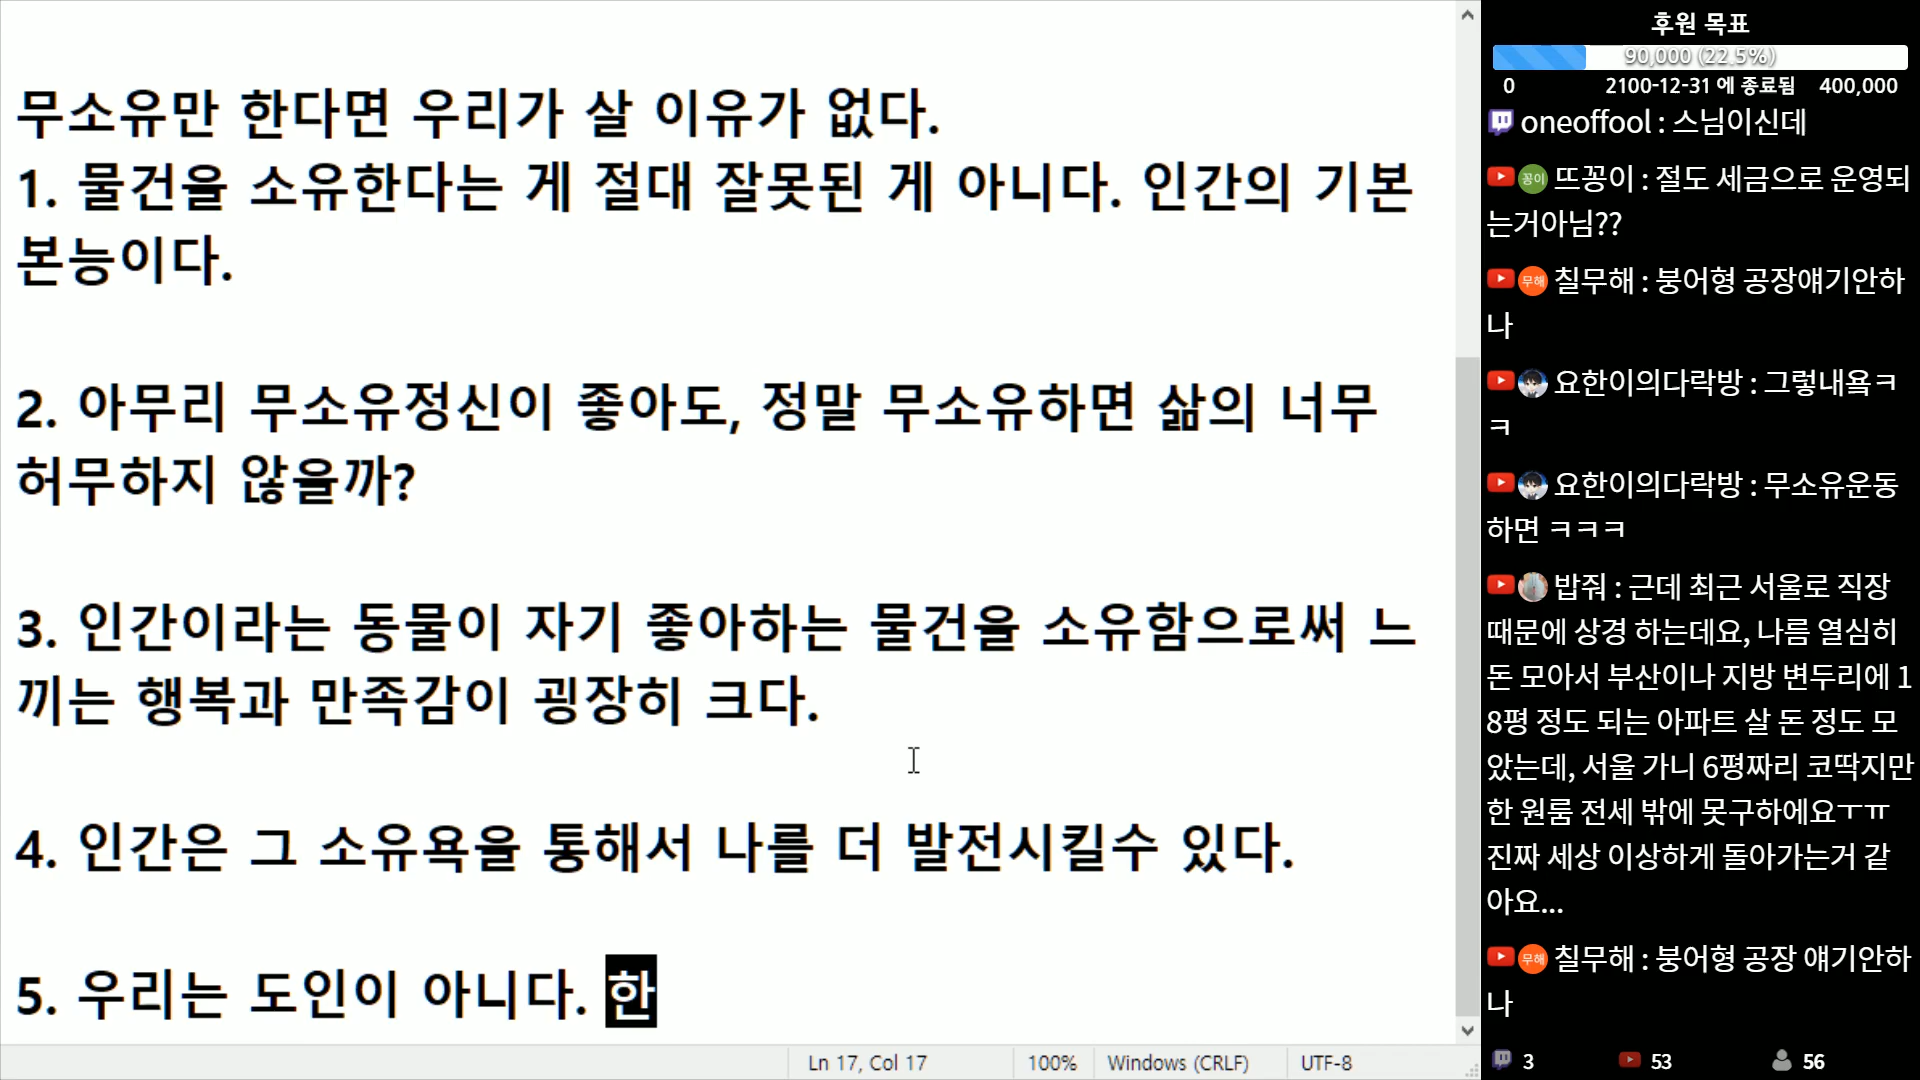 무소유만 한다면 우리가 살 이유가 없다.
1. 물건을 소유한다는 게 절대 잘못된 게 아니다. 인간의 기본
본능이다.
2. 아무리 무소유정신이 좋아도, 정말 무소유하면 삶의 너무
허무하지 않을까?
3. 인간이라는 동물이 자기 좋아하는 물건을 소유함으로써 느
끼는 행복과 만족감이 굉장히 크다.
4. 인간은 그 소유욕을 통해서 나를 더 발전시킬수 있다.
5. 우리는 도인이 아니다. 한
Ln 17, Col 17
100%
Windows (CRLF)
UTF-8
후원 목표
90,000 (22.5%)
0 2100-12-31 에 종료됨 400,000
oneoffool : 스님이신데
꽁이 뜨꽁이 : 절도 세금으로 운영되
는거아님??
무해 칠무해 : 붕어형 공장얘기안하
나
요한이의다락방 : 그렇내욬ㅋ
ㅋ
요한이의다락방 : 무소유운동
하면 ㅋㅋㅋ
밥줘 : 근데 최근 서울로 직장
때문에 상경 하는데요, 나름 열심히
돈 모아서 부산이나 지방 변두리에 1
8평 정도 되는 아파트 살 돈 정도 모
았는데, 서울 가니 6평짜리 코딱지만
한 원룸 전세 밖에 못구하에요ㅜㅠ
진짜 세상 이상하게 돌아가는거 같
아요...
무해 칠무해 : 붕어형 공장 얘기안하
나
3
53
56